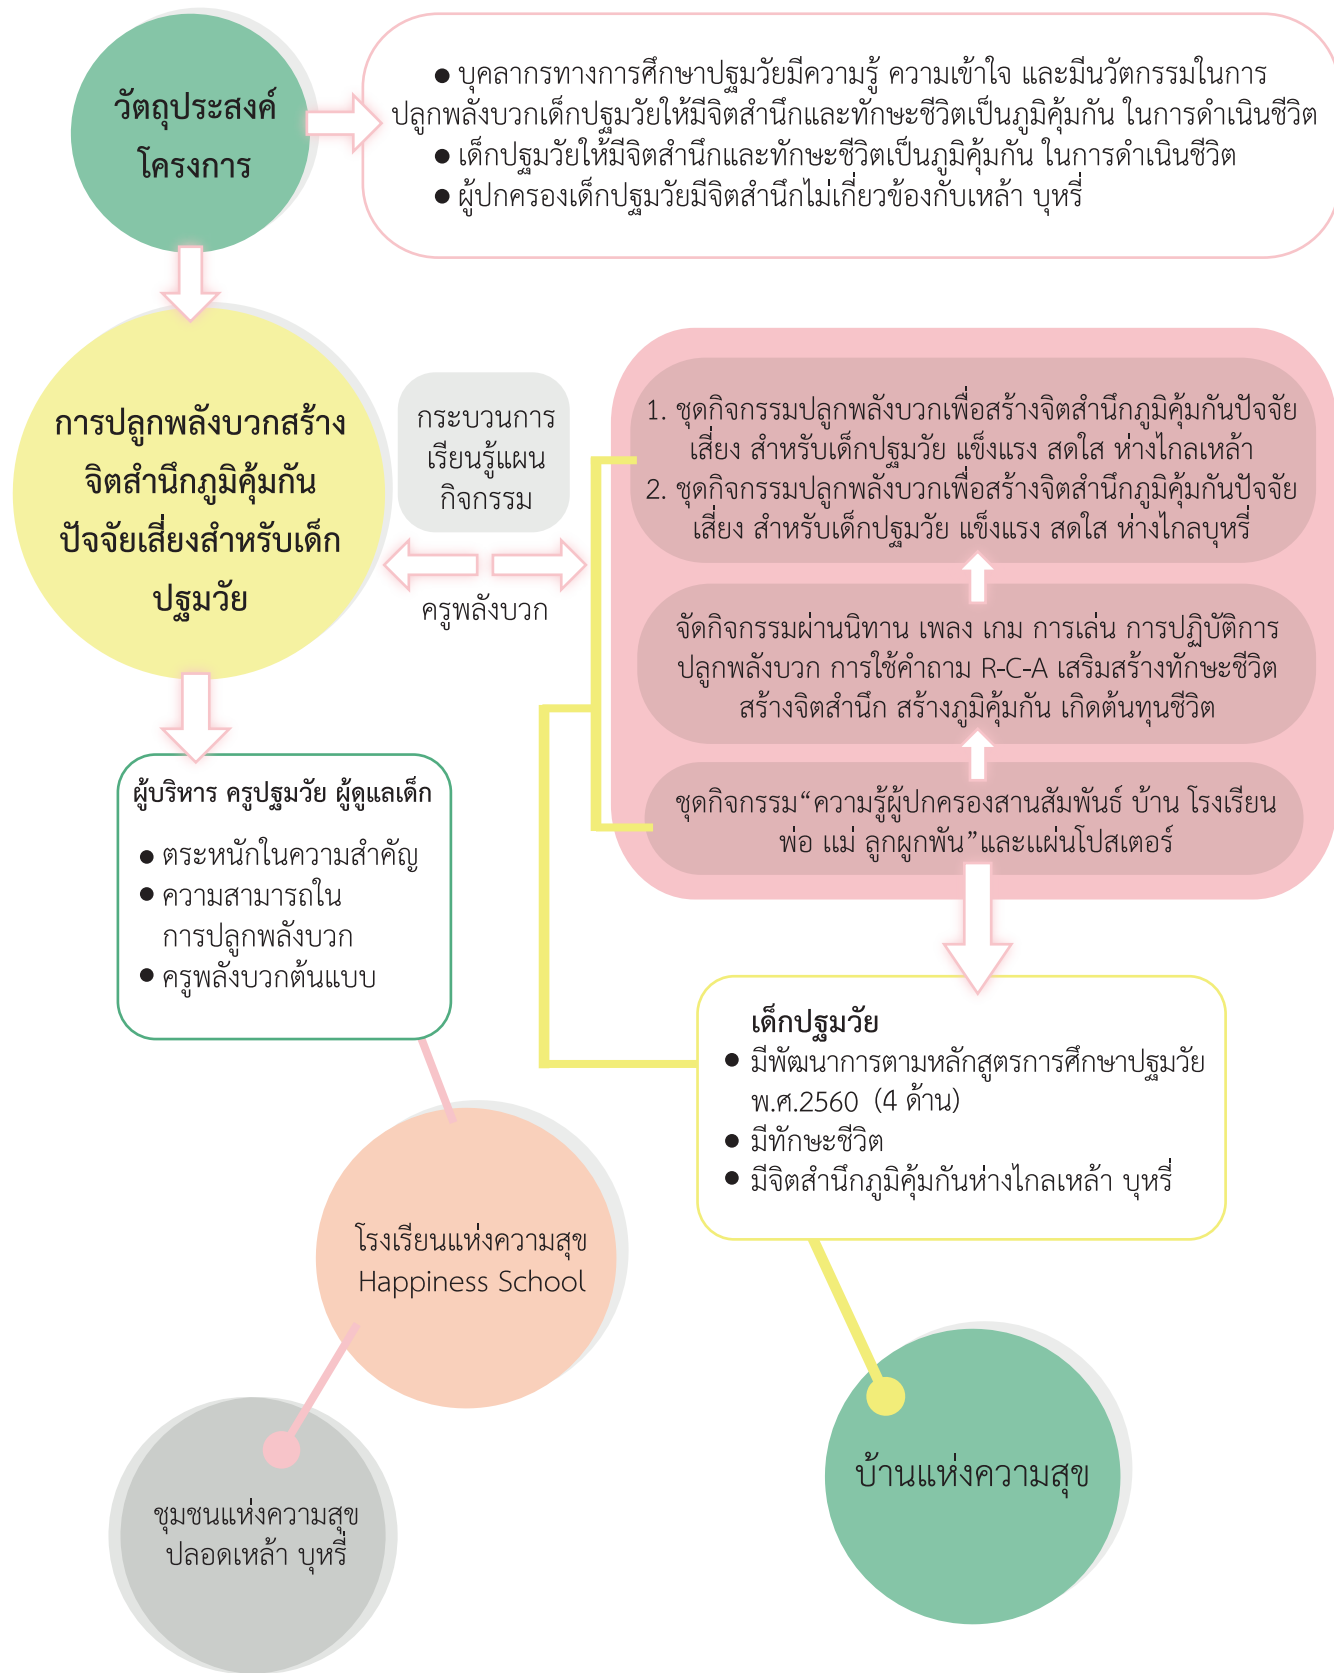 วัตถุประสงค์
โครงการ
● บุคลากรทางการศึกษาปฐมวัยมีความรู้ ความเข้าใจ และมีนวัตกรรมในการ
ปลูกพลังบวกเด็กปฐมวัยให้มีจิตสำนึกและทักษะชีวิตเป็นภูมิคุ้มกัน ในการดำเนินชีวิต
● เด็กปฐมวัยให้มีจิตสำนึกและทักษะชีวิตเป็นภูมิคุ้มกัน ในการดำเนินชีวิต
● ผู้ปกครองเด็กปฐมวัยมีจิตสำนึกไม่เกี่ยวข้องกับเหล้า บุหรี่
การปลูกพลังบวกสร้าง
จิตสำนึกภูมิคุ้มกัน
ปัจจัยเสี่ยงสำหรับเด็ก
ปฐมวัย
กระบวนการ
เรียนรู้แผน
กิจกรรม
ครูพลังบวก
1. ชุดกิจกรรมปลูกพลังบวกเพื่อสร้างจิตสำนึกภูมิคุ้มกันปัจจัย
เสี่ยง สำหรับเด็กปฐมวัย แข็งแรง สดใส ห่างไกลเหล้า
2. ชุดกิจกรรมปลูกพลังบวกเพื่อสร้างจิตสำนึกภูมิคุ้มกันปัจจัย
เสี่ยง สำหรับเด็กปฐมวัย แข็งแรง สดใส ห่างไกลบุหรี่
จัดกิจกรรมผ่านนิทาน เพลง เกม การเล่น การปฏิบัติการ
ปลูกพลังบวก การใช้คำถาม R-C-A เสริมสร้างทักษะชีวิต
สร้างจิตสำนึก สร้างภูมิคุ้มกัน เกิดต้นทุนชีวิต
ชุดกิจกรรม“ความรู้ผู้ปกครองสานสัมพันธ์ บ้าน โรงเรียน
พ่อ แม่ ลูกผูกพัน”และแผ่นโปสเตอร์
ผู้บริหาร ครูปฐมวัย ผู้ดูแลเด็ก
● ตระหนักในความสำคัญ
● ความสามารถใน
การปลูกพลังบวก
● ครูพลังบวกต้นแบบ
เด็กปฐมวัย
● มีพัฒนาการตามหลักสูตรการศึกษาปฐมวัย
พ.ศ.2560 (4 ด้าน)
● มีทักษะชีวิต
● มีจิตสำนึกภูมิคุ้มกันห่างไกลเหล้า บุหรี่
โรงเรียนแห่งความสุข
Happiness School
บ้านแห่งความสุข
ชุมชนแห่งความสุข
ปลอดเหล้า บุหรี่